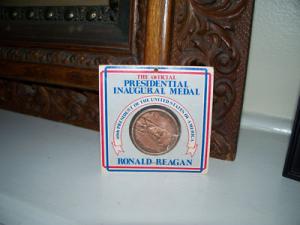 THE OFFICIAL
PRESIDENTIAL
INAUGURAL MEDAL
40th PRESIDENT OF THE UNITED STATES OF AMERICA
RONALD REAGAN